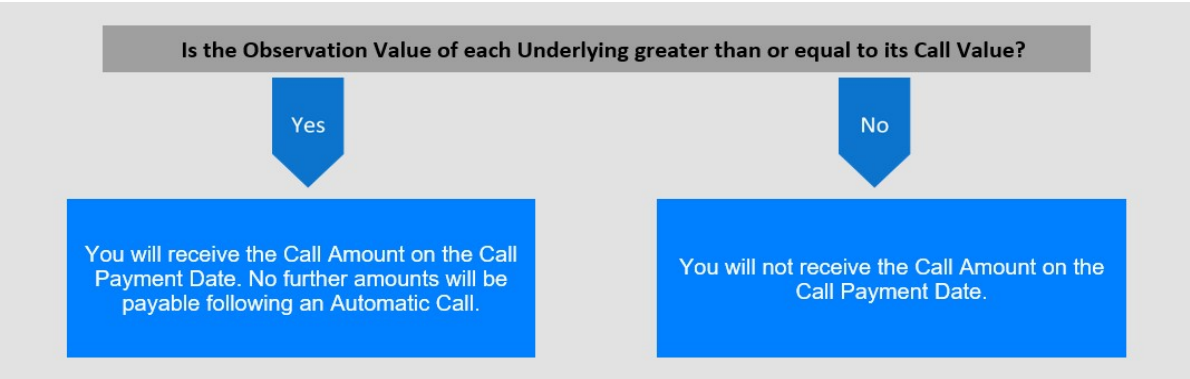 Is the Observation Value of each Underlying greater than or equal to its Call Value?
Yes
No
You will receive the Call Amount on the Call
Payment Date. No further amounts will be
payable following an Automatic Call.
You will not receive the Call Amount on the
Call Payment Date.